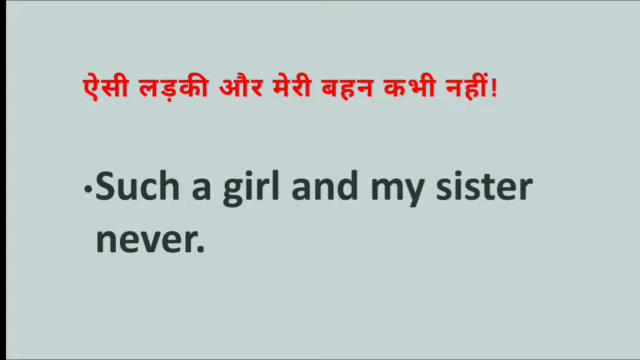 ऐसी लड़की और मेरी बहन कभी नहीं!
•Such a girl and my sister
never.